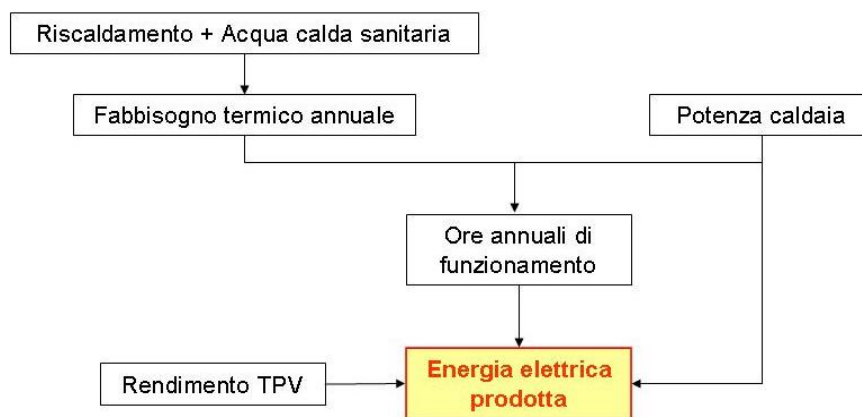 Riscaldamento + Acqua calda sanitaria
Fabbisogno termico annuale
Potenza caldaia
Ore annuali di
funzionamento
Rendimento TPV
Energia elettrica
prodotta